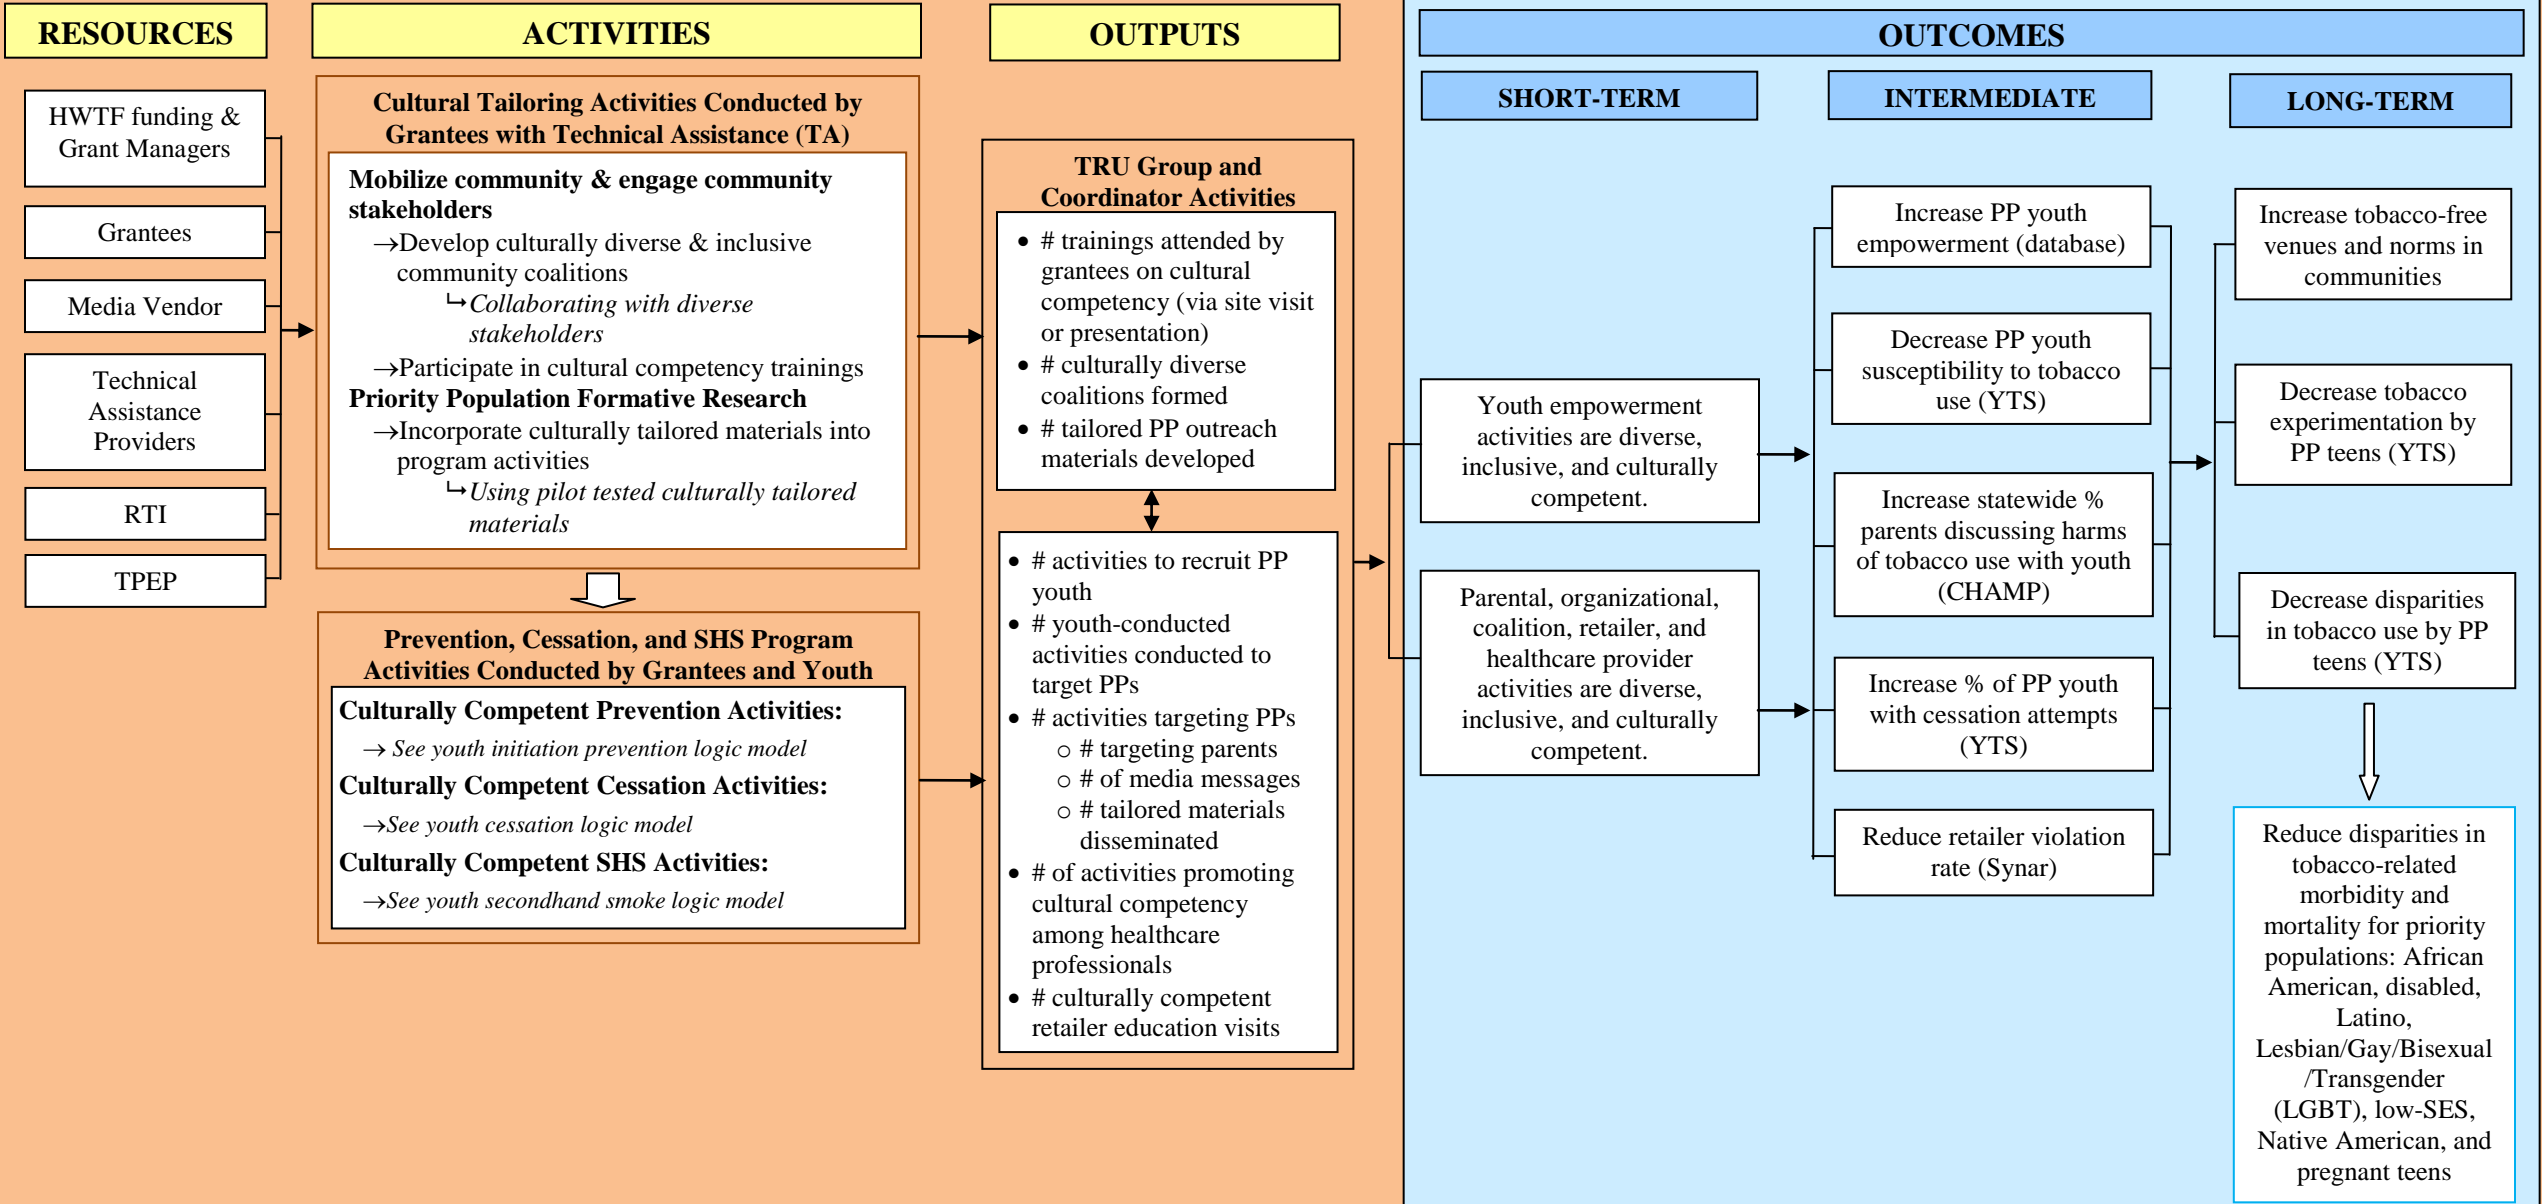 RESOURCES
HWTF funding &
Grant Managers
Grantees
Media Vendor
Technical
Assistance
Providers
RTI
TPEP
ACTIVITIES
Cultural Tailoring Activities Conducted by
Grantees with Technical Assistance (TA)
Mobilize community & engage community
stakeholders
→Develop culturally diverse & inclusive
community coalitions
↳Collaborating with diverse
stakeholders
→Participate in cultural competency trainings
Priority Population Formative Research
→Incorporate culturally tailored materials into
program activities
↳Using pilot tested culturally tailored
materials
Prevention, Cessation, and SHS Program
Activities Conducted by Grantees and Youth
Culturally Competent Prevention Activities:
→ See youth initiation prevention logic model
Culturally Competent Cessation Activities:
→See youth cessation logic model
Culturally Competent SHS Activities:
→See youth secondhand smoke logic model
OUTPUTS
TRU Group and
Coordinator Activities
• # trainings attended by
grantees on cultural
competency (via site visit
or presentation)
• # culturally diverse
coalitions formed
• # tailored PP outreach
materials developed
• # activities to recruit PP
youth
• # youth-conducted
activities conducted to
target PPs
• # activities targeting PPs
o # targeting parents
o # of media messages
o # tailored materials
disseminated
• # of activities promoting
cultural competency
among healthcare
professionals
• # culturally competent
retailer education visits
OUTCOMES
SHORT-TERM
Youth empowerment
activities are diverse,
inclusive, and culturally
competent.
Parental, organizational,
coalition, retailer, and
healthcare provider
activities are diverse,
inclusive, and culturally
competent.
INTERMEDIATE
Increase PP youth
empowerment (database)
Decrease PP youth
susceptibility to tobacco
use (YTS)
Increase statewide %
parents discussing harms
of tobacco use with youth
(CHAMP)
Increase % of PP youth
with cessation attempts
(YTS)
Reduce retailer violation
rate (Synar)
LONG-TERM
Increase tobacco-free
venues and norms in
communities
Decrease tobacco
experimentation by
PP teens (YTS)
Decrease disparities
in tobacco use by PP
teens (YTS)
Reduce disparities in
tobacco-related
morbidity and
mortality for priority
populations: African
American, disabled,
Latino,
Lesbian/Gay/Bisexual
/Transgender
(LGBT), low-SES,
Native American, and
pregnant teens